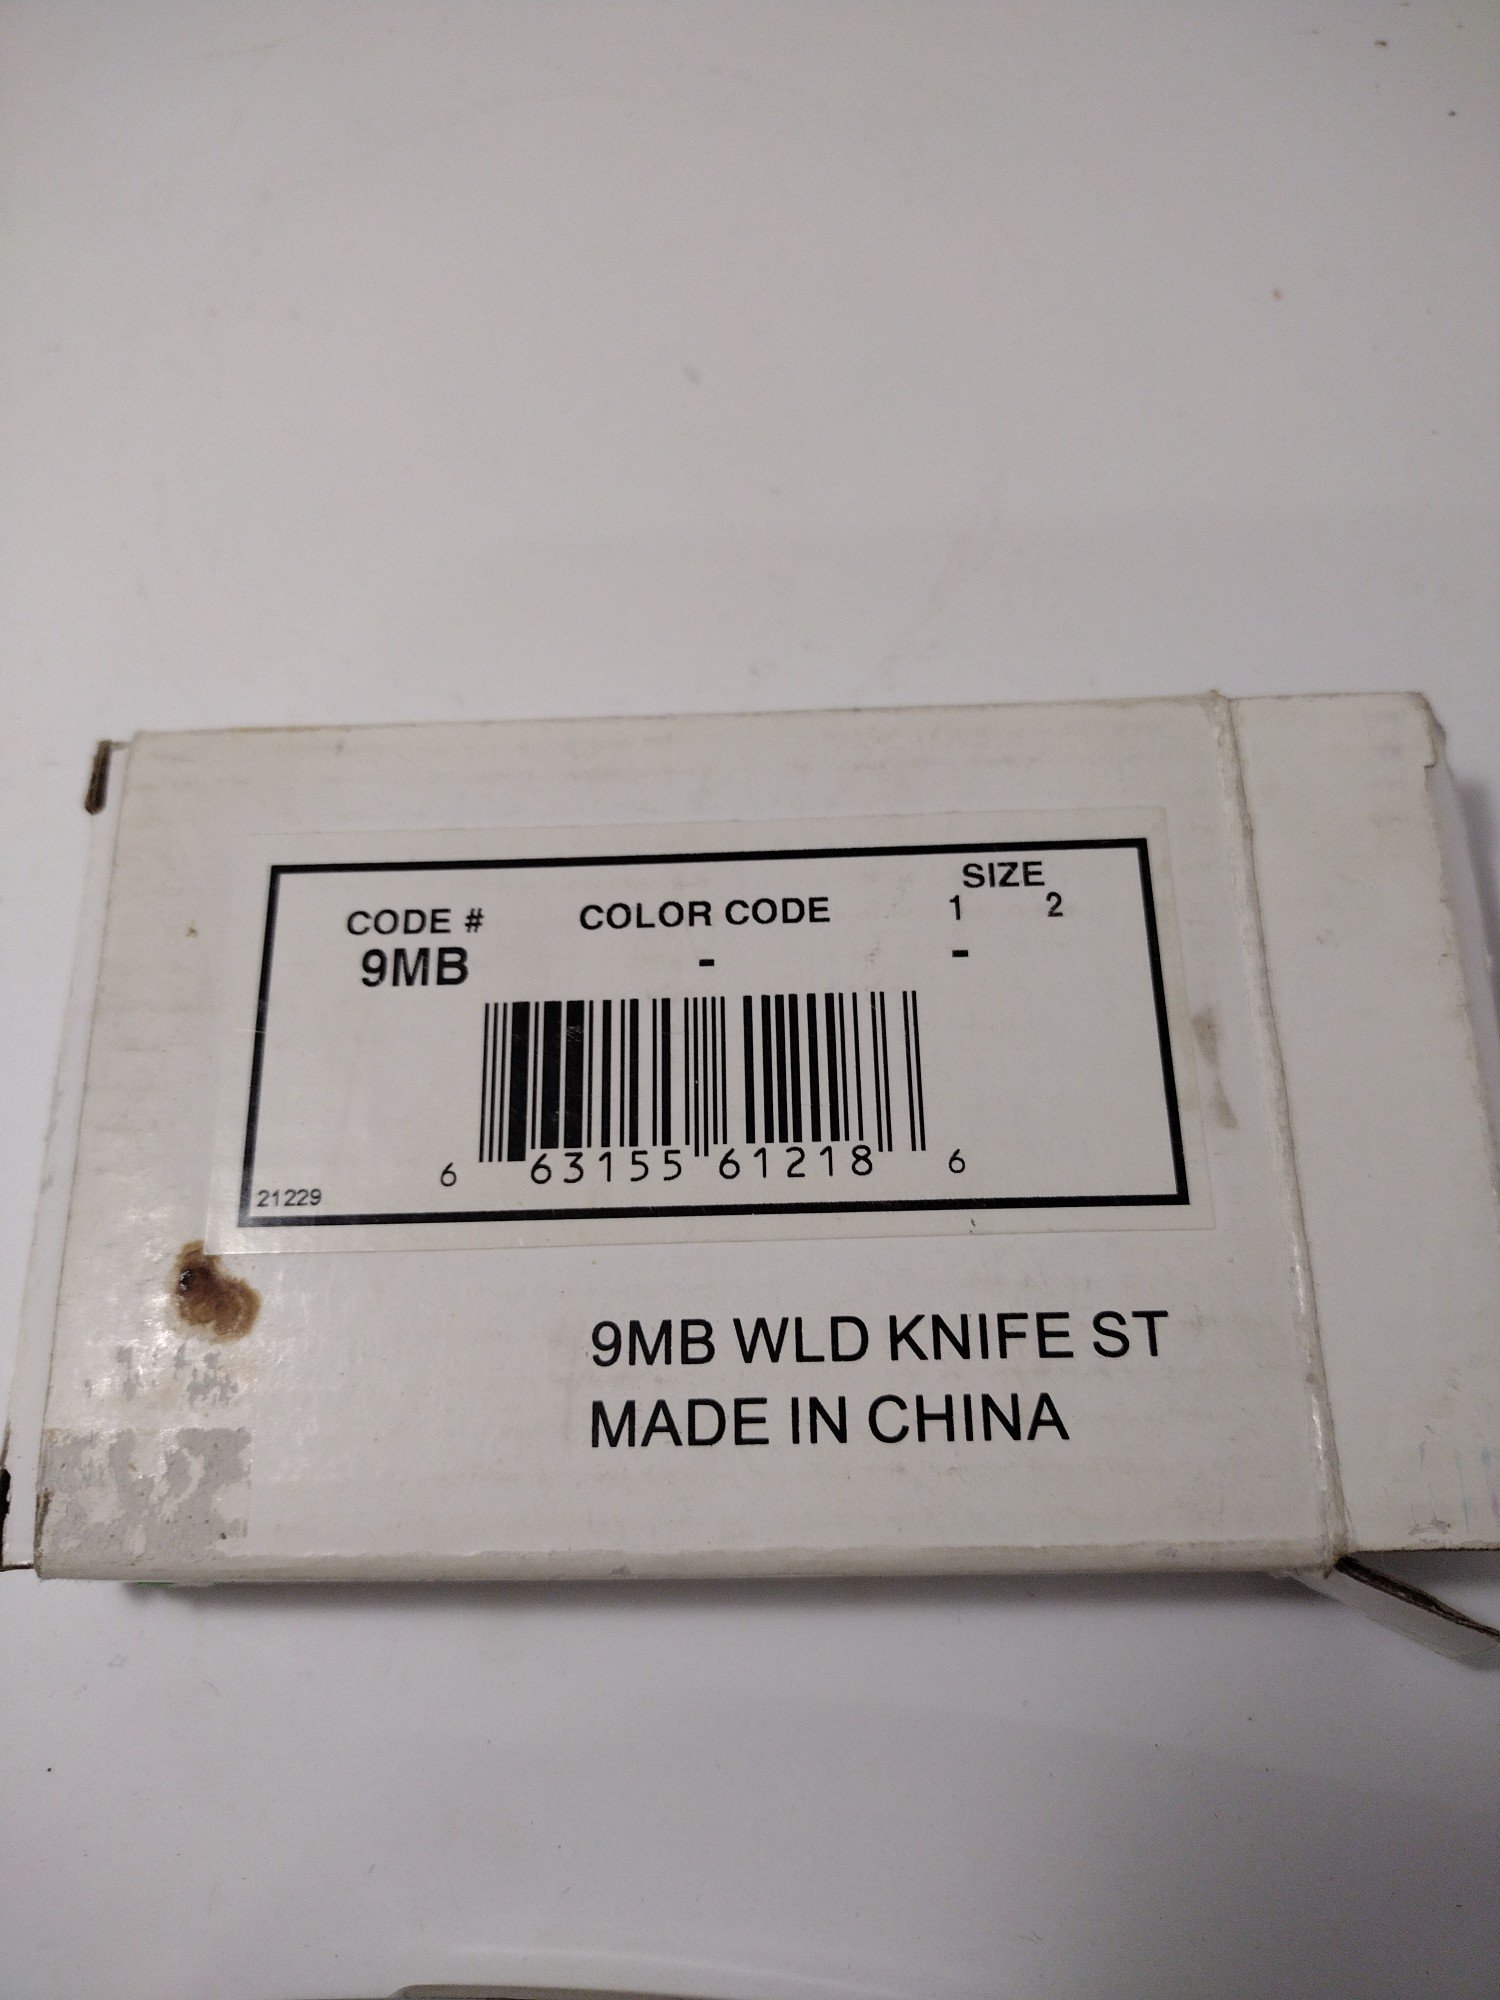 SIZE
CODE # COLOR CODE 1 2
9MB - -
6 63155 61218 6
21229
9MB WLD KNIFE ST
MADE IN CHINA